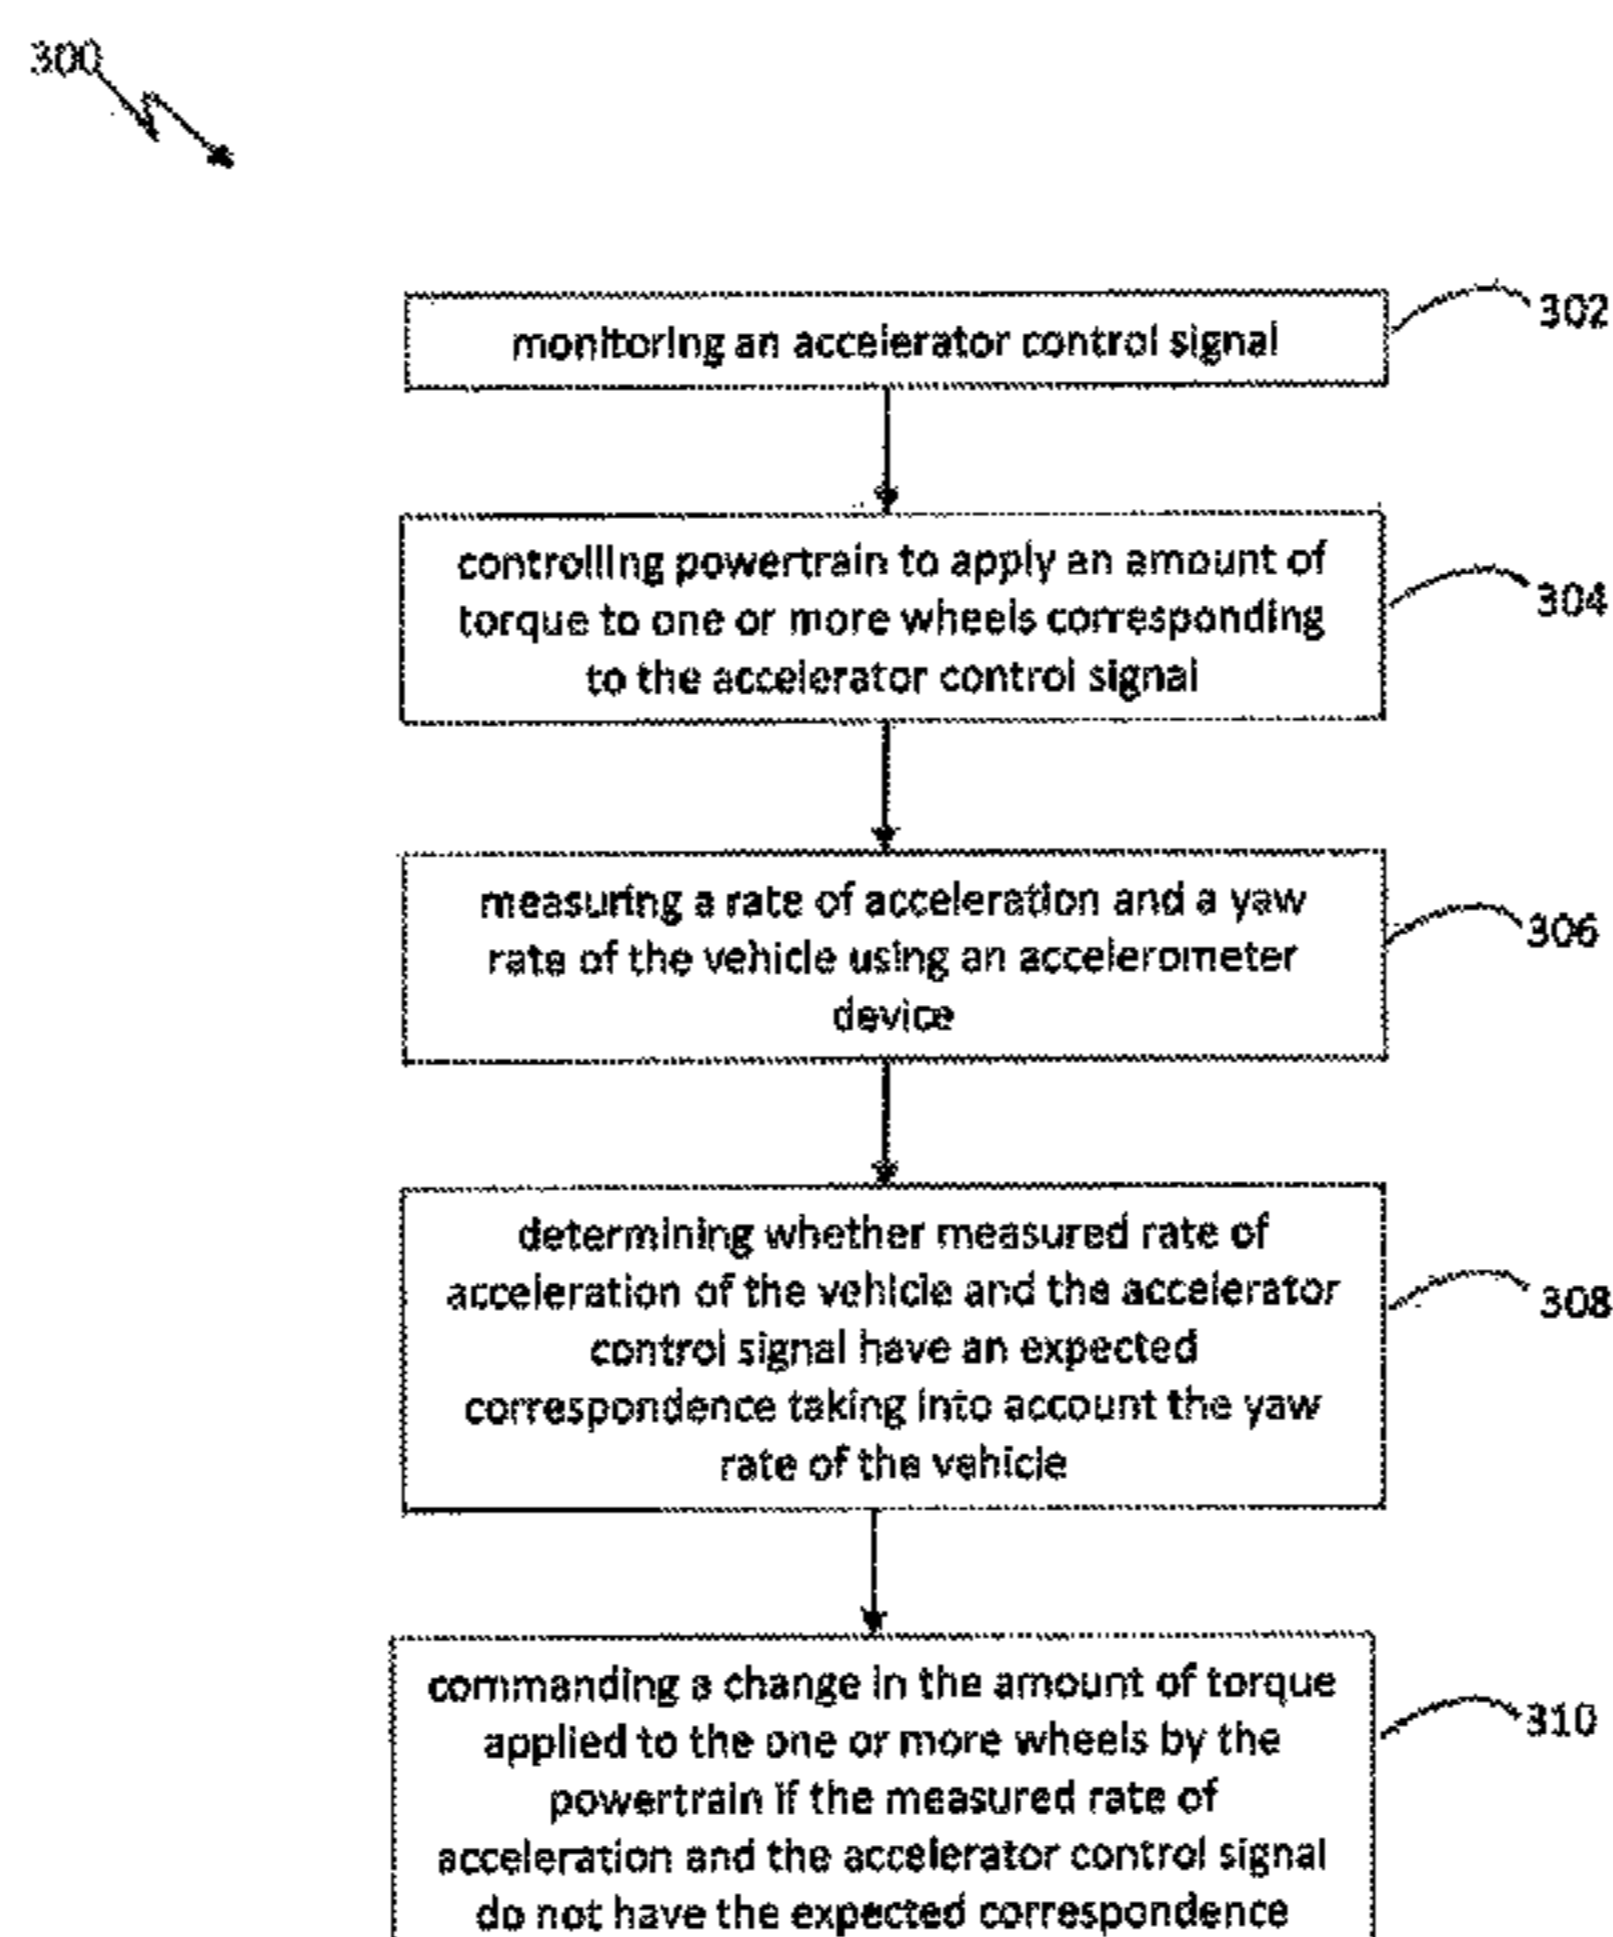 300
monitoring an accelerator control signal
302
controlling powertrain to apply an amount of
torque to one or more wheels corresponding
to the accelerator control signal
304
measuring a rate of acceleration and a yaw
rate of the vehicle using an accelerometer
device
306
determining whether measured rate of
acceleration of the vehicle and the accelerator
control signal have an expected
correspondence taking into account the yaw
rate of the vehicle
308
commanding a change in the amount of torque
applied to the one or more wheels by the
powertrain if the measured rate of
acceleration and the accelerator control signal
do not have the expected correspondence
310